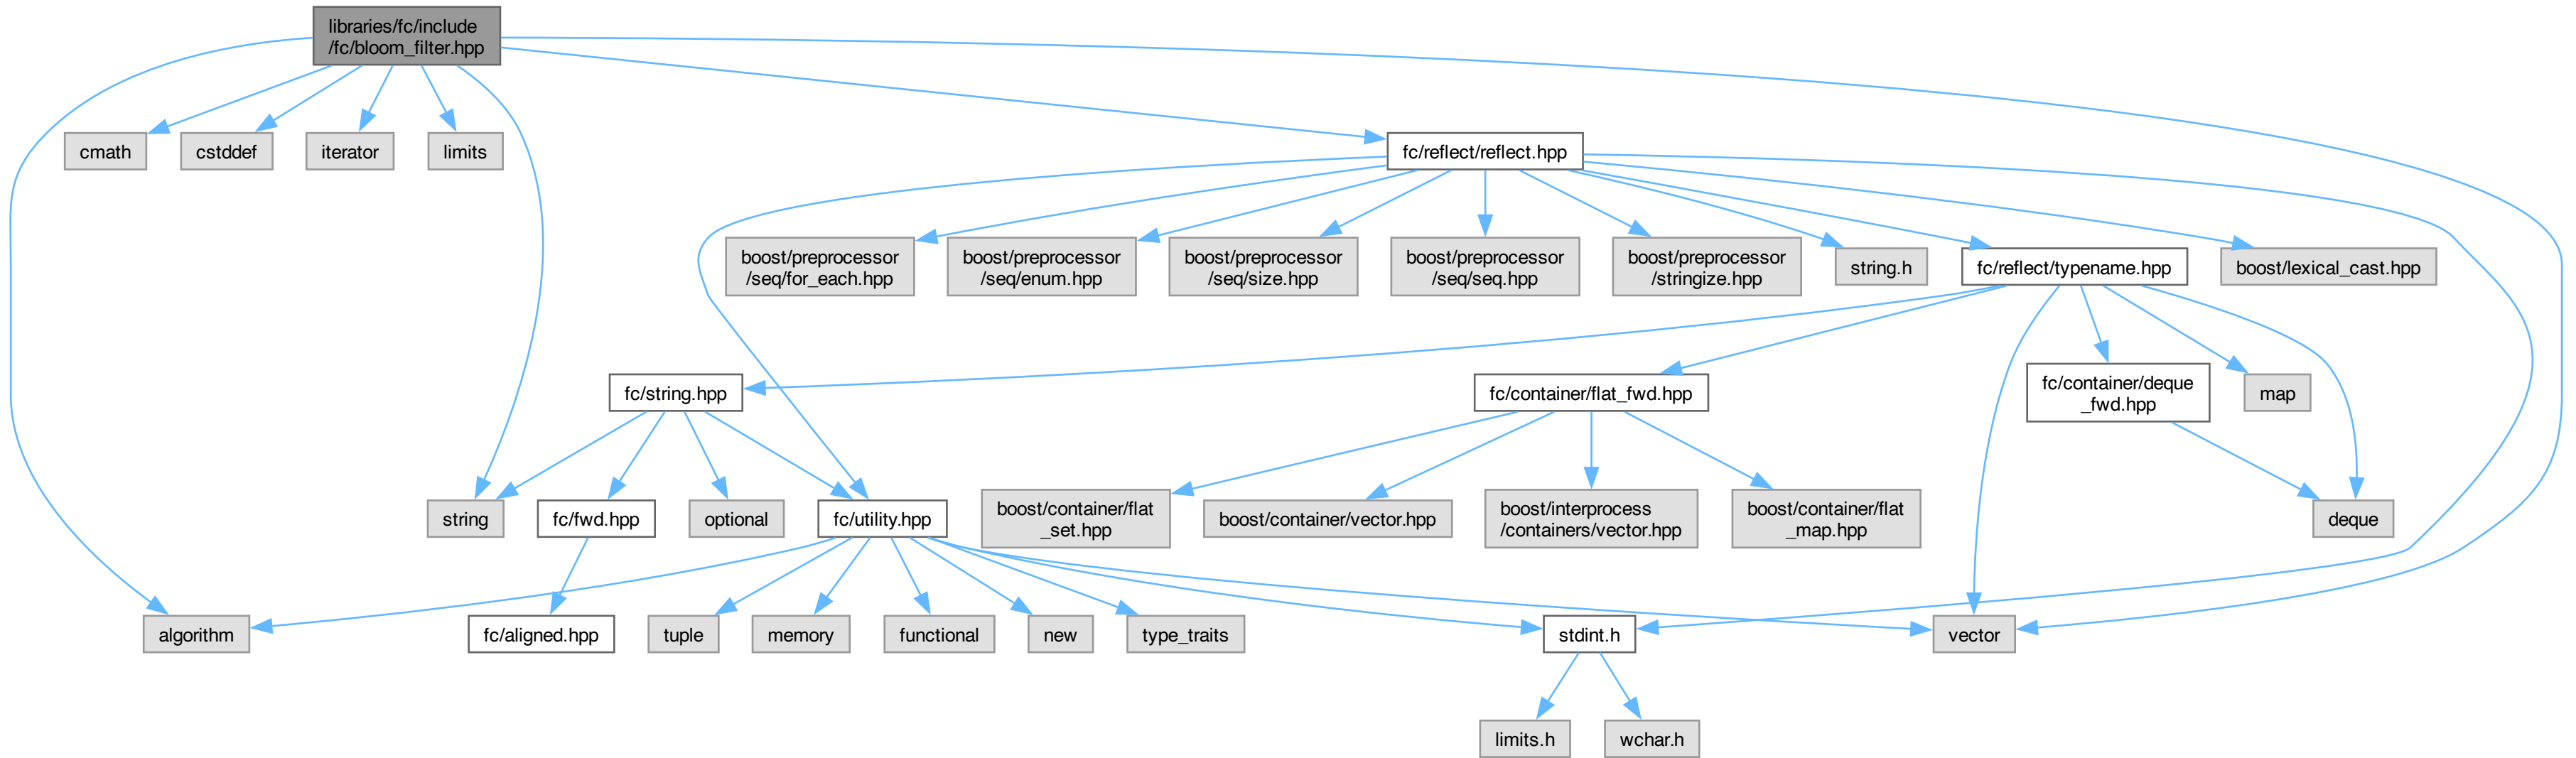 libraries/fc/include
/fc/bloom_filter.hpp
cmath
cstddef
iterator
limits
fc/reflect/reflect.hpp
boost/preprocessor
/seq/for_each.hpp
boost/preprocessor
/seq/enum.hpp
boost/preprocessor
/seq/size.hpp
boost/preprocessor
/seq/seq.hpp
boost/preprocessor
/stringize.hpp
string.h
fc/reflect/typename.hpp
boost/lexical_cast.hpp
fc/string.hpp
fc/container/flat_fwd.hpp
fc/container/deque
_fwd.hpp
map
string
fc/fwd.hpp
optional
fc/utility.hpp
boost/container/flat
_set.hpp
boost/container/vector.hpp
boost/interprocess
/containers/vector.hpp
boost/container/flat
_map.hpp
deque
algorithm
fc/aligned.hpp
tuple
memory
functional
new
type_traits
stdint.h
vector
limits.h
wchar.h